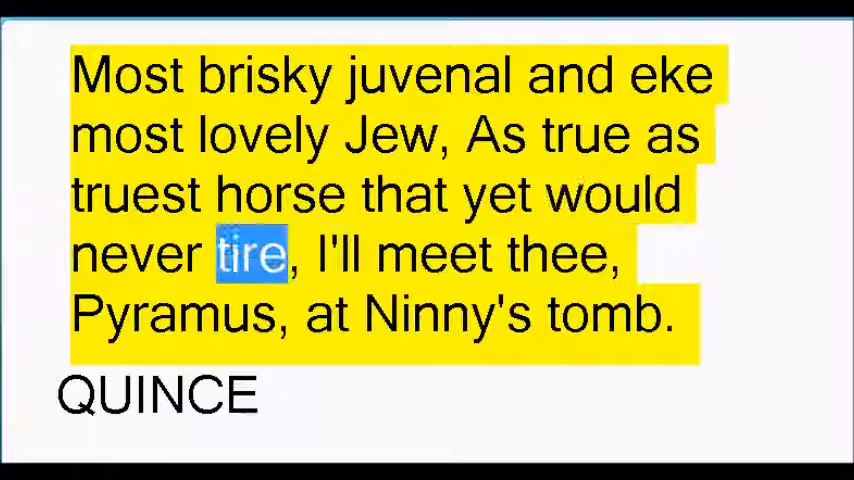 Most brisky juvenal and eke
most lovely Jew, As true as
truest horse that yet would
never tire, I'll meet thee,
Pyramus, at Ninny's tomb.
QUINCE